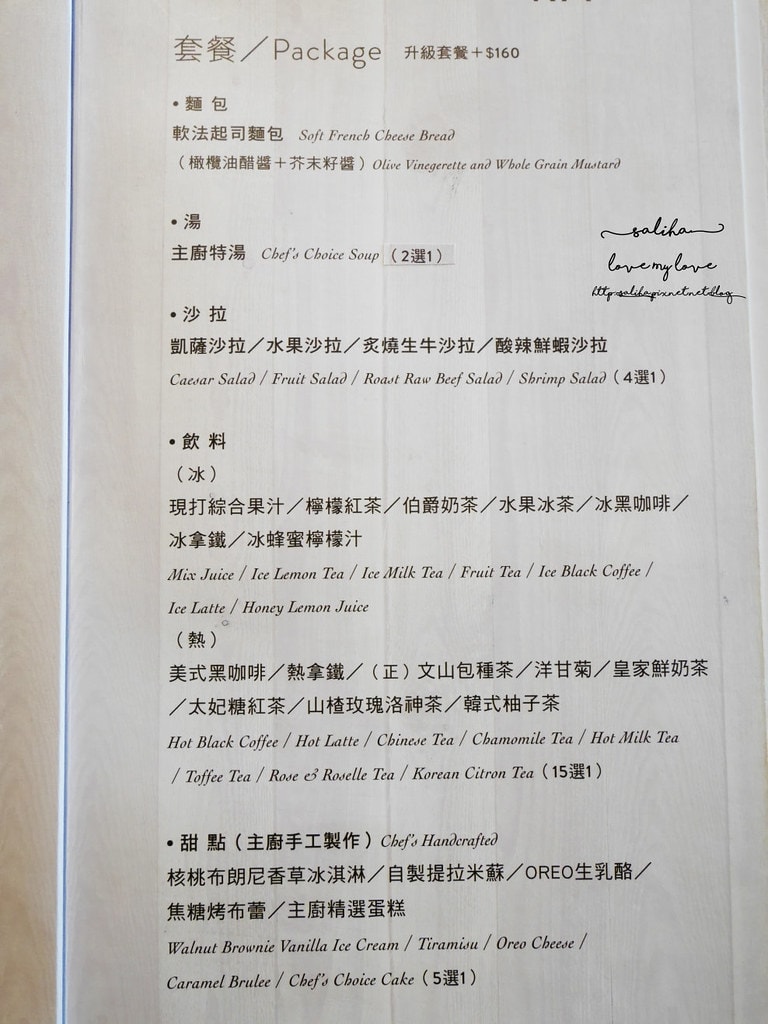 套餐／Package 升級套餐＋$160
• 麵 包
軟法起司麵包 Soft French Cheese Bread
（橄欖油醋醬＋芥末籽醬）Olive Vinegerette and Whole Grain Mustard
• 湯
主廚特湯 Chef's Choice Soup（2選1）
saliha
love my love
http:saliha.pixnet.net.blog
• 沙 拉
凱薩沙拉／水果沙拉／炙燒生牛沙拉／酸辣鮮蝦沙拉
Caesar Salad / Fruit Salad / Roast Raw Beef Salad / Shrimp Salad（4選1）
• 飲 料
（冰）
現打綜合果汁／檸檬紅茶／伯爵奶茶／水果冰茶／冰黑咖啡／
冰拿鐵／冰蜂蜜檸檬汁
Mix Juice / Ice Lemon Tea / Ice Milk Tea / Fruit Tea / Ice Black Coffee /
Ice Latte / Honey Lemon Juice
（熱）
美式黑咖啡／熱拿鐵／（正）文山包種茶／洋甘菊／皇家鮮奶茶
／太妃糖紅茶／山楂玫瑰洛神茶／韓式柚子茶
Hot Black Coffee / Hot Latte / Chinese Tea / Chamomile Tea / Hot Milk Tea
/ Toffee Tea / Rose & Roselle Tea / Korean Citron Tea（15選1）
• 甜 點（主廚手工製作）Chef's Handcrafted
核桃布朗尼香草冰淇淋／自製提拉米蘇／OREO生乳酪／
焦糖烤布蕾／主廚精選蛋糕
Walnut Brownie Vanilla Ice Cream / Tiramisu / Oreo Cheese /
Caramel Brulee / Chef's Choice Cake（5選1）